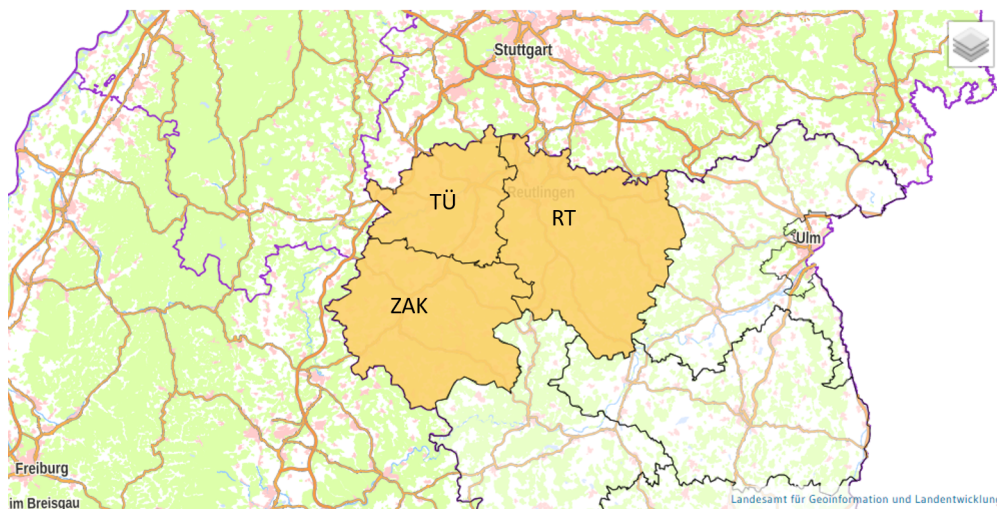 Stuttgart
TÜ
Reutlingen
RT
Ulm
ZAK
Freiburg
im Breisgau
Landesamt für Geoinformation und Landentwicklung